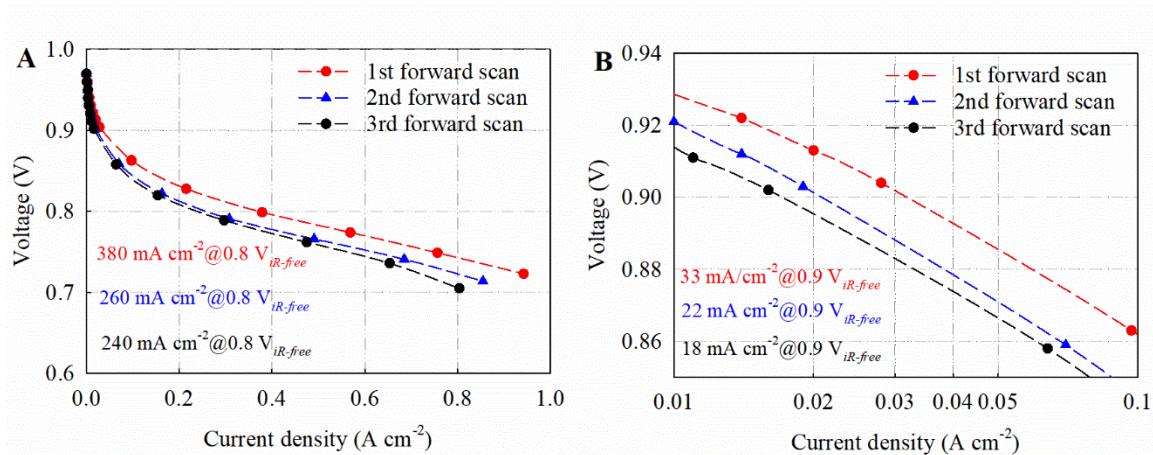 A
1st forward scan
2nd forward scan
3rd forward scan
380 mA cm⁻²@0.8 V_iR-free
260 mA cm⁻²@0.8 V_iR-free
240 mA cm⁻²@0.8 V_iR-free
1.0
0.9
0.8
0.7
0.6
Voltage (V)
0.0 0.2 0.4 0.6 0.8 1.0
Current density (A cm⁻²)
B
1st forward scan
2nd forward scan
3rd forward scan
33 mA/cm⁻²@0.9 V_iR-free
22 mA cm⁻²@0.9 V_iR-free
18 mA cm⁻²@0.9 V_iR-free
0.94
0.92
0.90
0.88
0.86
Voltage (V)
0.01 0.02 0.03 0.04 0.05 0.1
Current density (A cm⁻²)